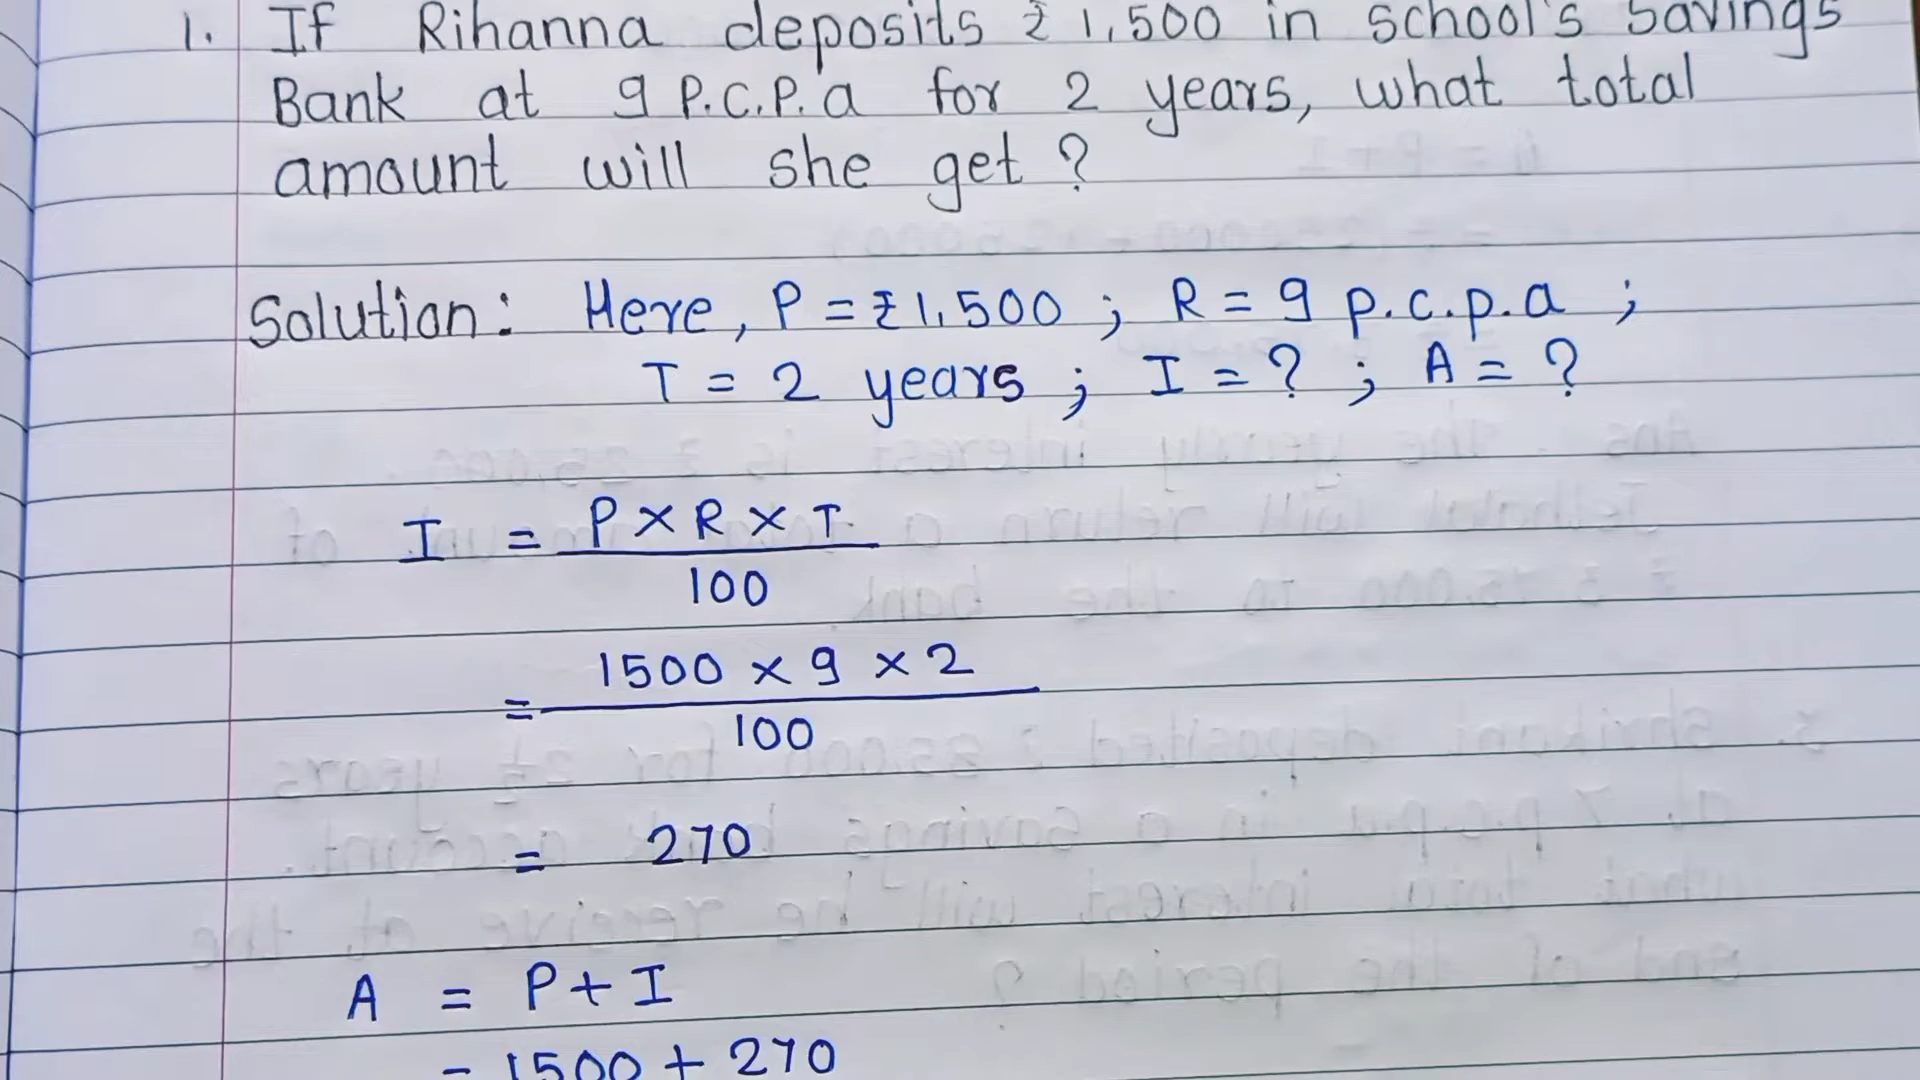 1. If Rihanna deposits ₹ 1,500 in school's Savings
Bank at 9 P.C.P.a for 2 years, what total
amount will she get ?
Solution: Here, P = ₹1,500 ; R = 9 p.c.p.a ;
T = 2 years ; I = ? ; A = ?
I = P × R × T
100
= 1500 × 9 × 2
100
= 270
A = P + I
= 1500 + 270